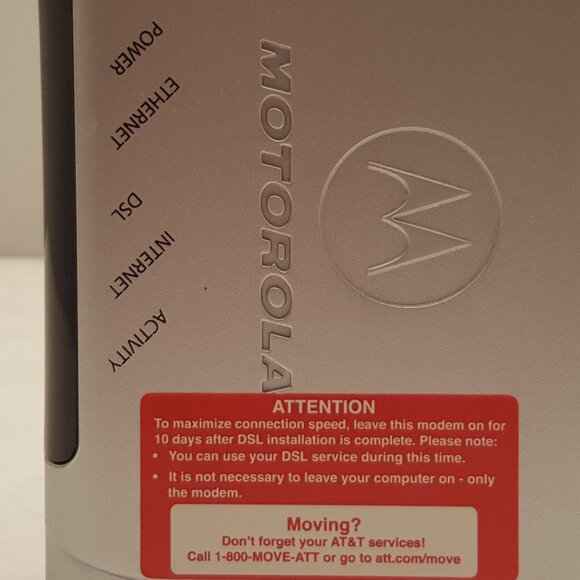 POWER
ETHERNET
DSL
INTERNET
ACTIVITY
MOTOROLA
ATTENTION
To maximize connection speed, leave this modem on for
10 days after DSL installation is complete. Please note:
• You can use your DSL service during this time.
• It is not necessary to leave your computer on - only
the modem.
Moving?
Don't forget your AT&T services!
Call 1-800-MOVE-ATT or go to att.com/move